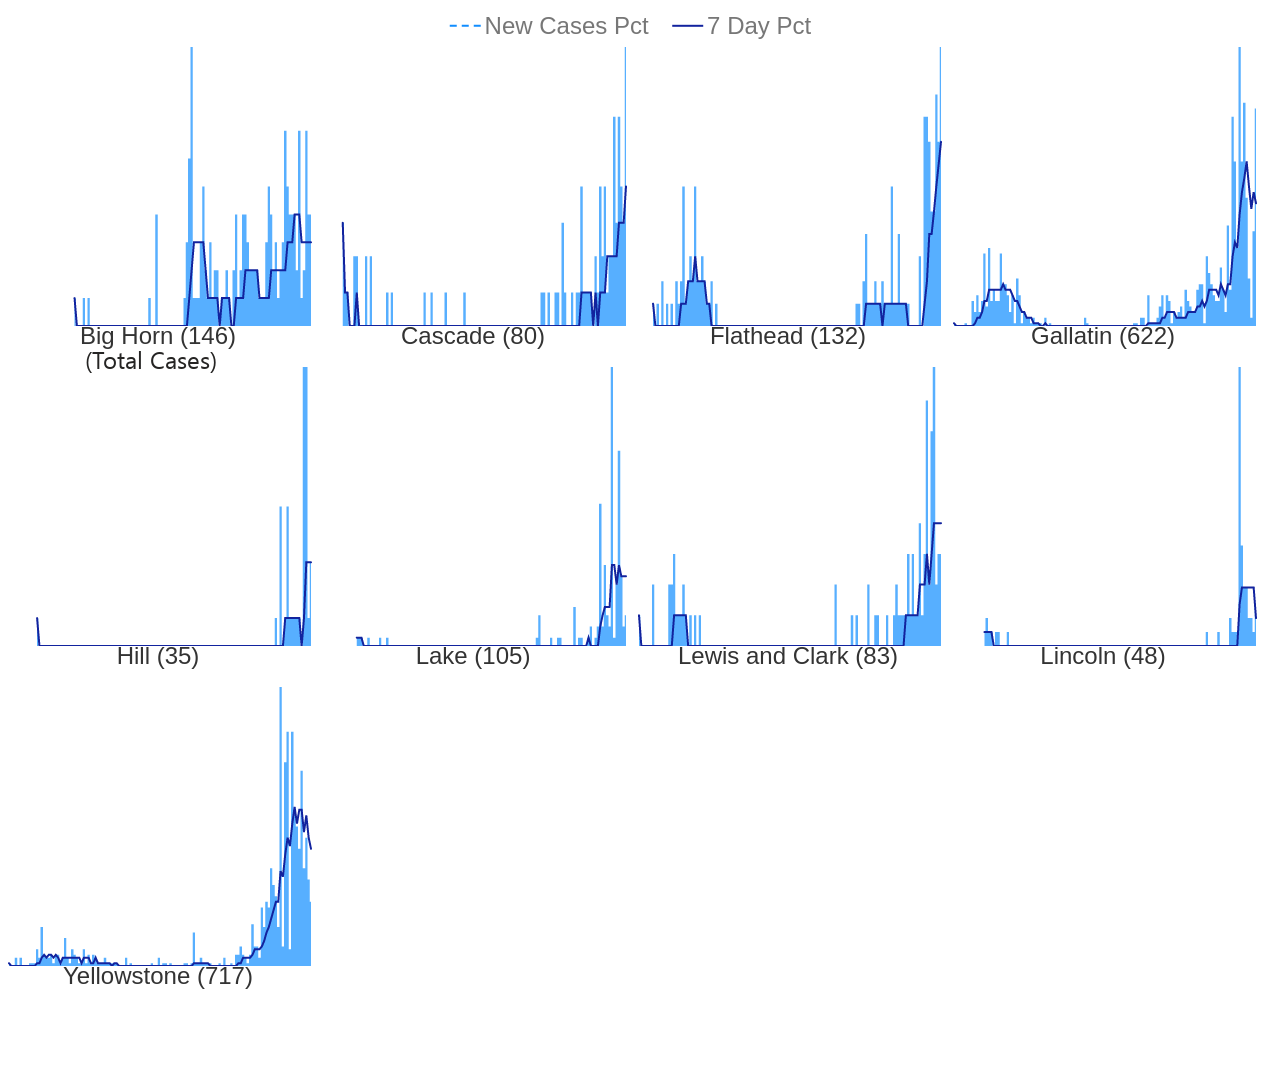 New Cases Pct 7 Day Pct
Big Horn (146) Cascade (80) Flathead (132) Gallatin (622)
(Total Cases)
Hill (35) Lake (105) Lewis and Clark (83) Lincoln (48)
Yellowstone (717)